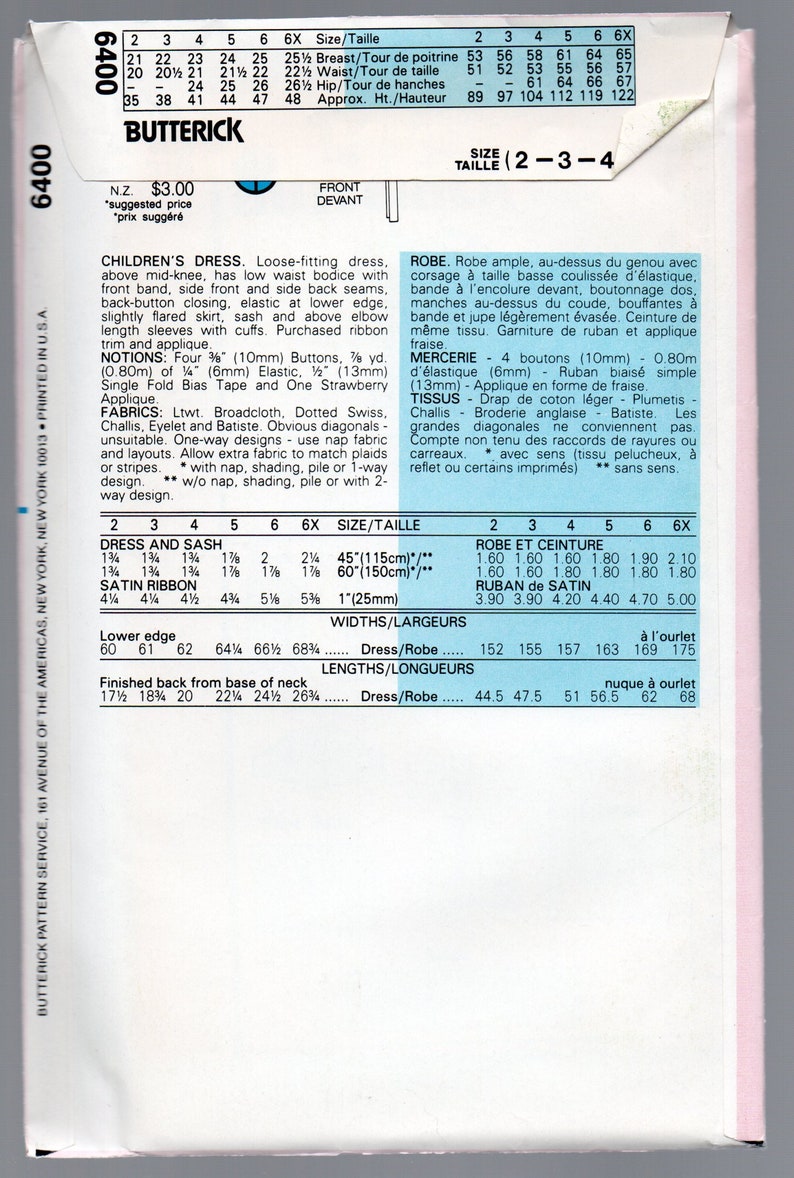 6400
2 3 4 5 6 6X Size/Taille 2 3 4 5 6 6X
21 22 23 24 25 25½ Breast/Tour de poitrine 53 56 58 61 64 65
20 20½ 21 21½ 22 22½ Waist/Tour de taille 51 52 53 55 56 57
– – 24 25 26 26½ Hip/Tour de hanches – – 61 64 66 67
35 38 41 44 47 48 Approx. Ht./Hauteur 89 97 104 112 119 122
BUTTERICK
SIZE
TAILLE (2 – 3 – 4
6400
N.Z. $3.00
*suggested price
*prix suggéré
FRONT
DEVANT
CHILDREN'S DRESS. Loose-fitting dress,
above mid-knee, has low waist bodice with
front band, side front and side back seams,
back-button closing, elastic at lower edge,
slightly flared skirt, sash and above elbow
length sleeves with cuffs. Purchased ribbon
trim and applique.
NOTIONS: Four ⅜" (10mm) Buttons, ⅞ yd.
(0.80m) of ¼" (6mm) Elastic, ½" (13mm)
Single Fold Bias Tape and One Strawberry
Applique.
FABRICS: Ltwt. Broadcloth, Dotted Swiss,
Challis, Eyelet and Batiste. Obvious diagonals -
unsuitable. One-way designs - use nap fabric
and layouts. Allow extra fabric to match plaids
or stripes. * with nap, shading, pile or 1-way
design. ** w/o nap, shading, pile or with 2-
way design.
ROBE. Robe ample, au-dessus du genou avec
corsage à taille basse coulissée d'élastique,
bande à l'encolure devant, boutonnage dos,
manches au-dessus du coude, bouffantes à
bande et jupe légèrement évasée. Ceinture de
même tissu. Garniture de ruban et applique
fraise.
MERCERIE - 4 boutons (10mm) - 0.80m
d'élastique (6mm) - Ruban biaisé simple
(13mm) - Applique en forme de fraise.
TISSUS - Drap de coton léger - Plumetis -
Challis - Broderie anglaise - Batiste. Les
grandes diagonales ne conviennent pas.
Compte non tenu des raccords de rayures ou
carreaux. * avec sens (tissu pelucheux, à
reflet ou certains imprimés) ** sans sens.
2 3 4 5 6 6X SIZE/TAILLE 2 3 4 5 6 6X
DRESS AND SASH ROBE ET CEINTURE
1¾ 1¾ 1¾ 1⅞ 2 2¼ 45"(115cm)*/** 1.60 1.60 1.60 1.80 1.90 2.10
1¾ 1¾ 1¾ 1⅞ 1⅞ 1⅞ 60"(150cm)*/** 1.60 1.60 1.80 1.80 1.80 1.80
SATIN RIBBON RUBAN de SATIN
4¼ 4¼ 4½ 4¾ 5⅛ 5⅜ 1"(25mm) 3.90 3.90 4.20 4.40 4.70 5.00
WIDTHS/LARGEURS
Lower edge à l'ourlet
60 61 62 64¼ 66½ 68¾ ...... Dress/Robe ..... 152 155 157 163 169 175
LENGTHS/LONGUEURS
Finished back from base of neck nuque à ourlet
17½ 18¾ 20 22¼ 24½ 26¾ ...... Dress/Robe ..... 44.5 47.5 51 56.5 62 68
BUTTERICK PATTERN SERVICE, 161 AVENUE OF THE AMERICAS, NEW YORK, NEW YORK 10013 • PRINTED IN U.S.A.